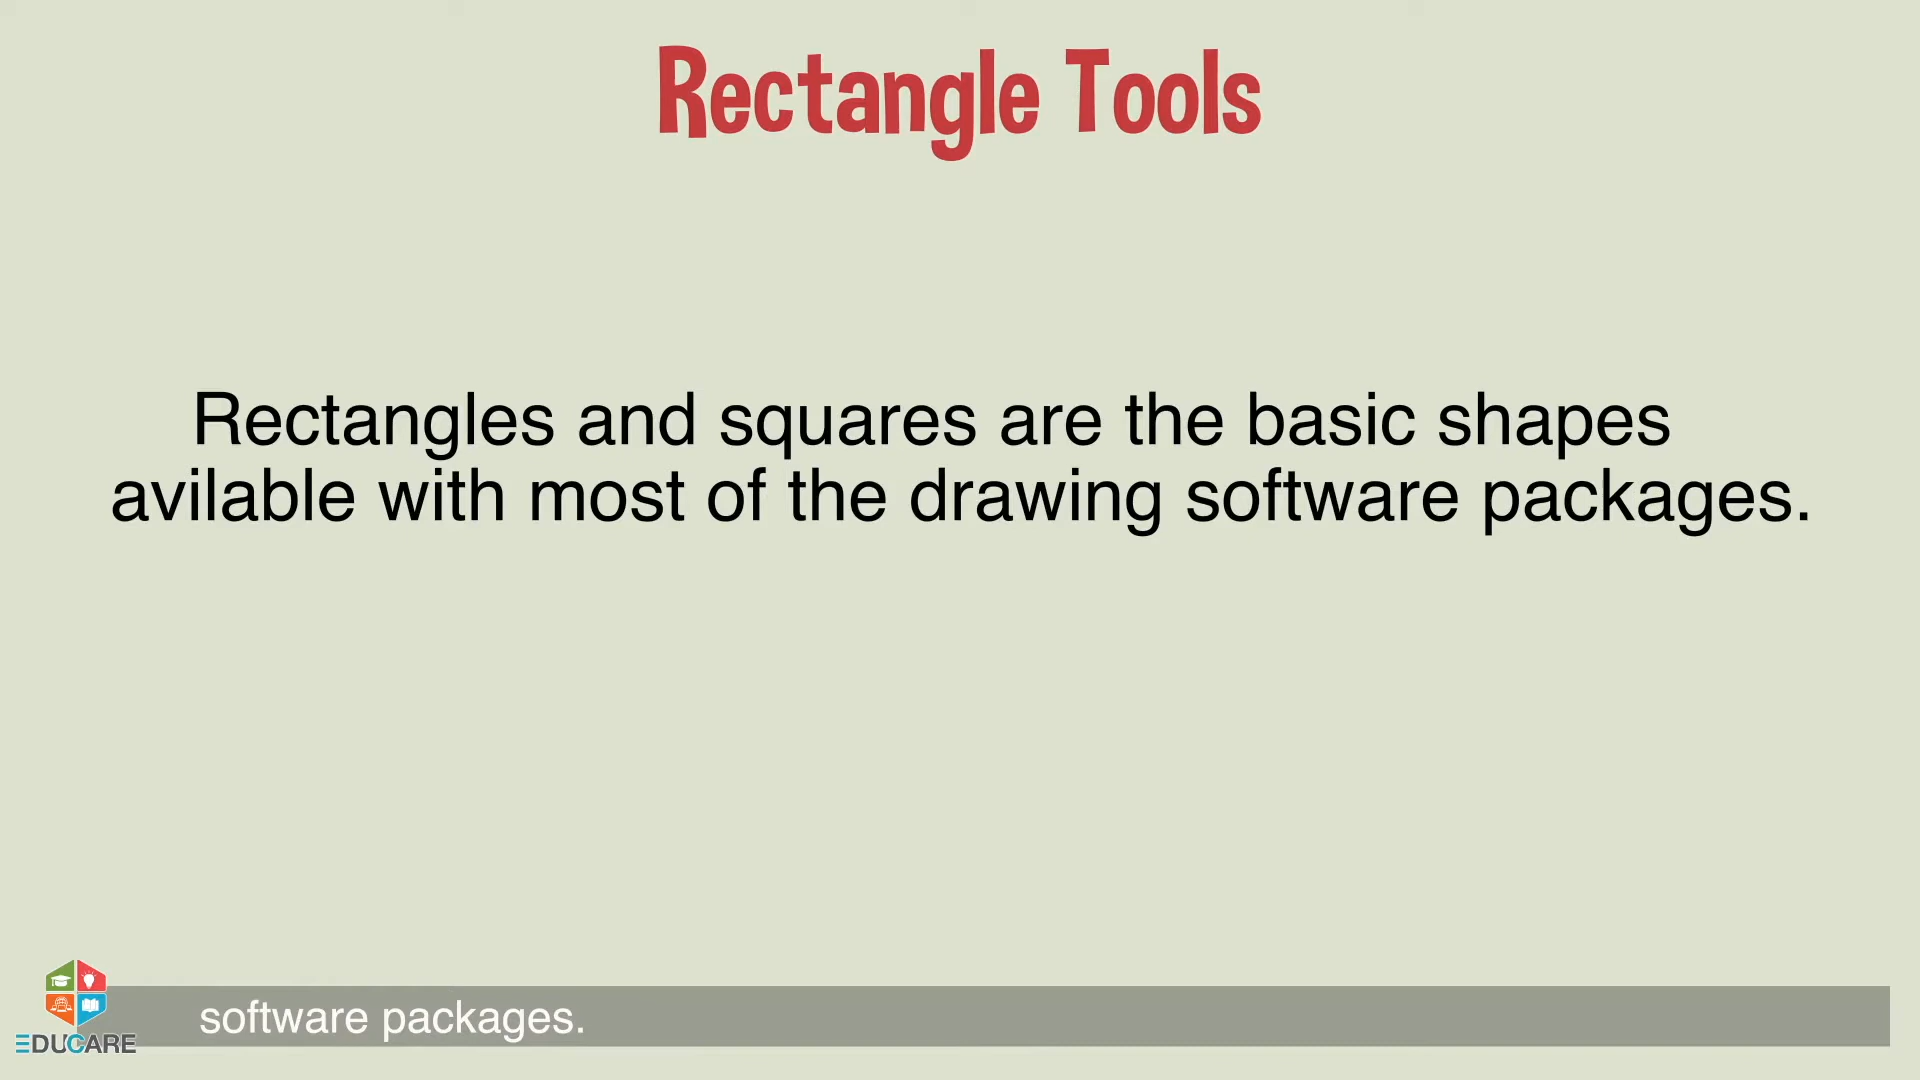 Rectangle Tools
Rectangles and squares are the basic shapes
avilable with most of the drawing software packages.
software packages.
EDUCARE